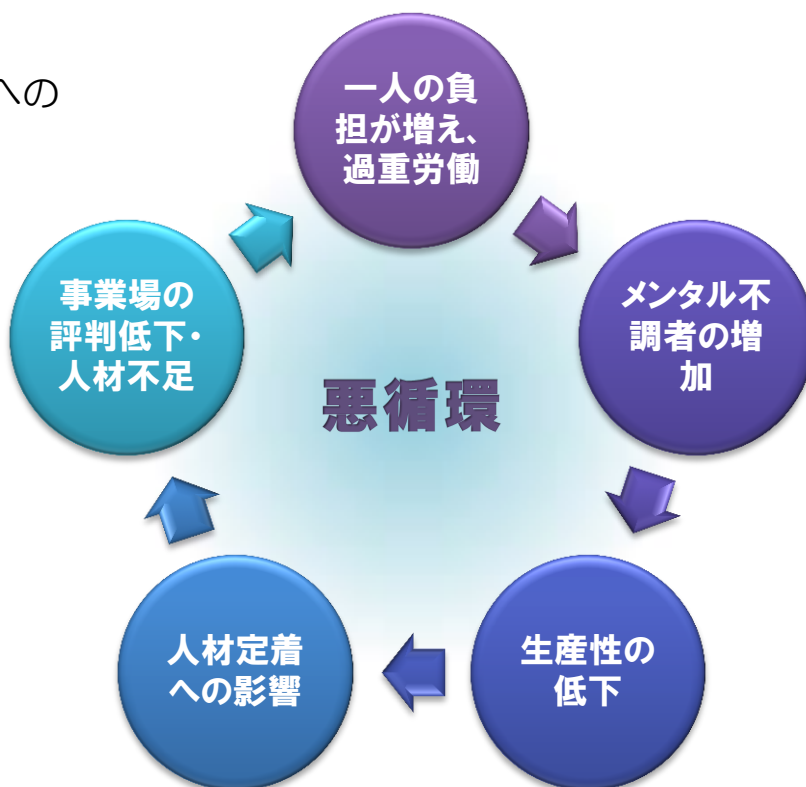 への
一人の負
担が増え、
過重労働
メンタル不
調者の増
加
生産性の
低下
人材定着
への影響
事業場の
評判低下・
人材不足
悪循環